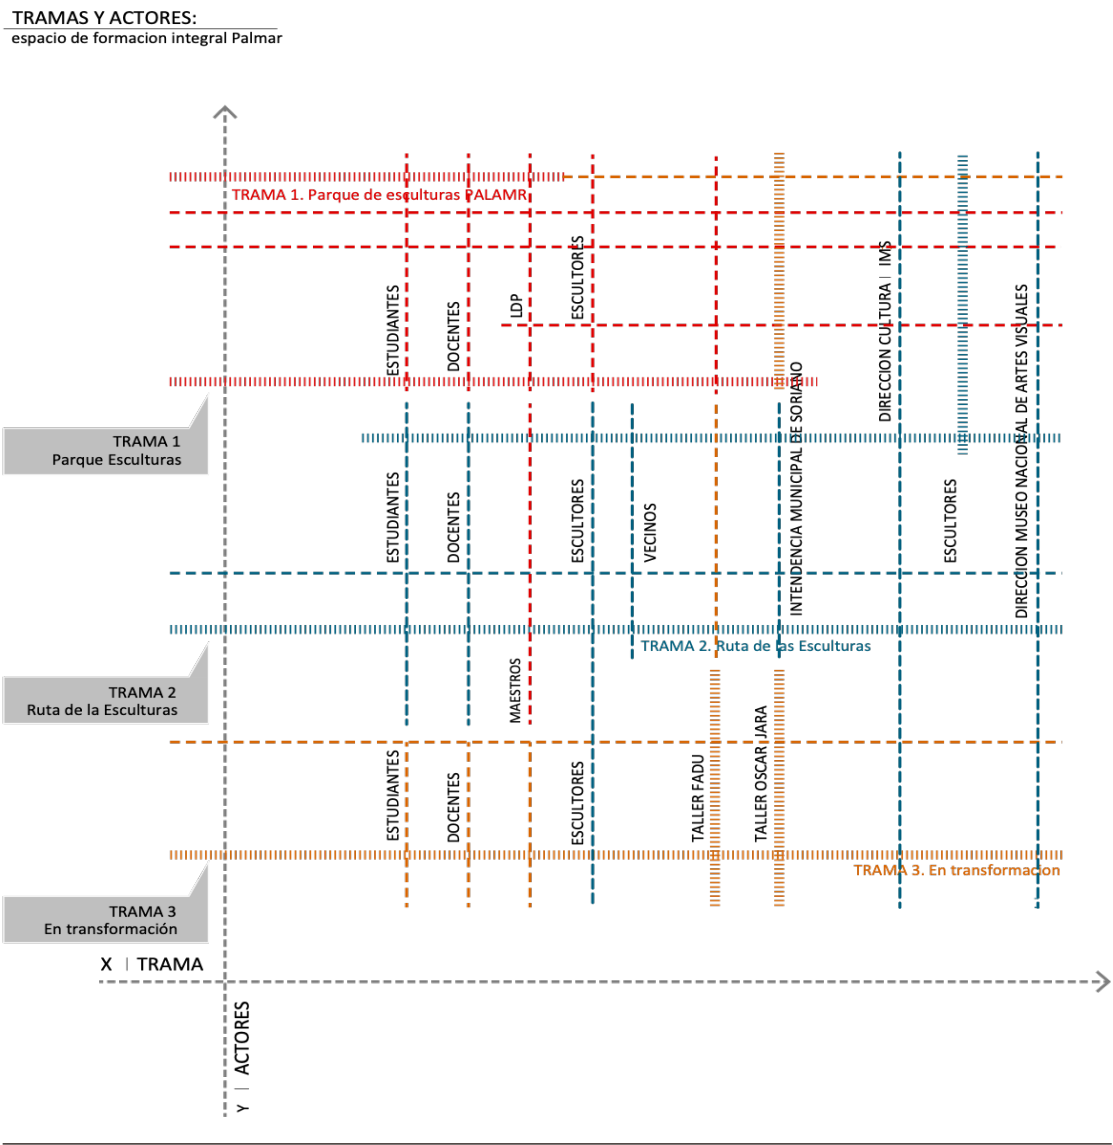 TRAMAS Y ACTORES:
espacio de formacion integral Palmar
TRAMA 1. Parque de esculturas PALAMR
ESTUDIANTES
DOCENTES
LDP
ESCULTORES
DIRECCION CULTURA | IMS
DIRECCION MUSEO NACIONAL DE ARTES VISUALES
INTENDENCIA MUNICIPAL DE SORIANO
TRAMA 1
Parque Esculturas
ESTUDIANTES
DOCENTES
ESCULTORES
VECINOS
ESCULTORES
TRAMA 2. Ruta de las Esculturas
TRAMA 2
Ruta de la Esculturas
MAESTROS
ESTUDIANTES
DOCENTES
ESCULTORES
TALLER FADU
TALLER OSCAR JARA
TRAMA 3. En transformacion
TRAMA 3
En transformación
X | TRAMA
Y | ACTORES